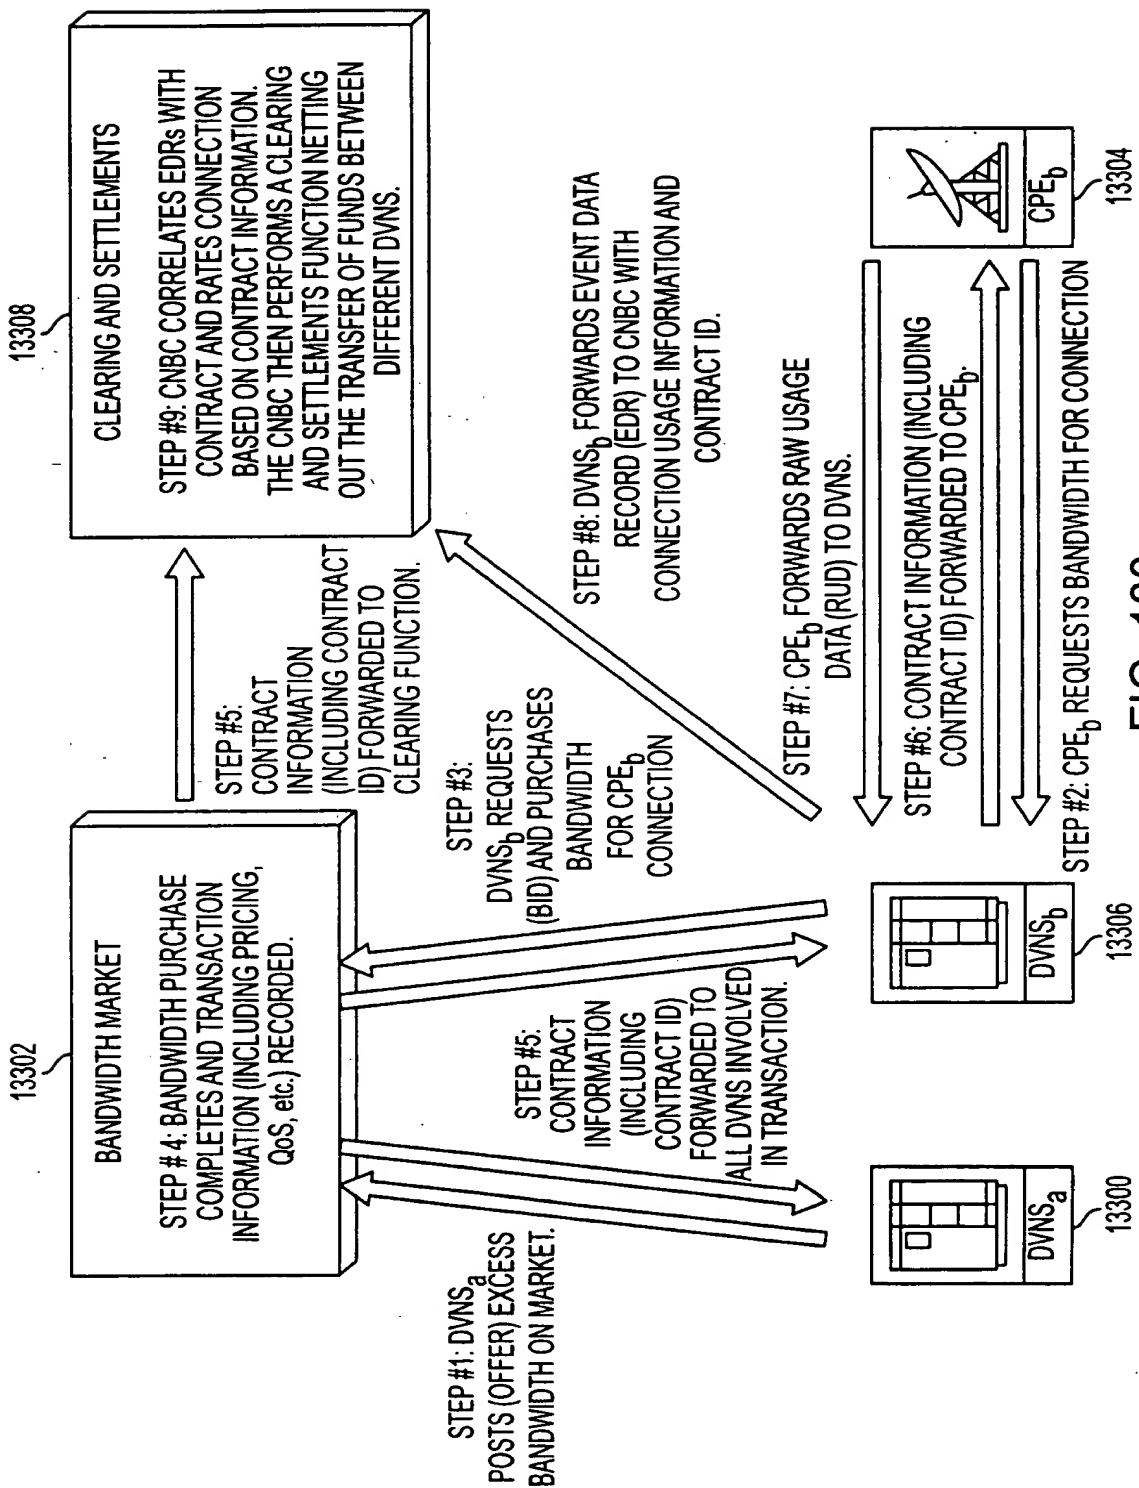 13302
BANDWIDTH MARKET
STEP # 4: BANDWIDTH PURCHASE
COMPLETES AND TRANSACTION
INFORMATION (INCLUDING PRICING,
QoS, etc.) RECORDED.
13308
CLEARING AND SETTLEMENTS
STEP #9: CNBC CORRELATES EDRs WITH
CONTRACT AND RATES CONNECTION
BASED ON CONTRACT INFORMATION.
THE CNBC THEN PERFORMS A CLEARING
AND SETTLEMENTS FUNCTION NETTING
OUT THE TRANSFER OF FUNDS BETWEEN
DIFFERENT DVNS.
STEP #5:
CONTRACT
INFORMATION
(INCLUDING CONTRACT
ID) FORWARDED TO
CLEARING FUNCTION.
STEP #1: DVNSa
POSTS (OFFER) EXCESS
BANDWIDTH ON MARKET.
STEP #5:
CONTRACT
INFORMATION
(INCLUDING
CONTRACT ID)
FORWARDED TO
ALL DVNS INVOLVED
IN TRANSACTION.
STEP #3:
DVNSb REQUESTS
(BID) AND PURCHASES
BANDWIDTH
FOR CPEb
CONNECTION
STEP #8: DVNSb FORWARDS EVENT DATA
RECORD (EDR) TO CNBC WITH
CONNECTION USAGE INFORMATION AND
CONTRACT ID.
STEP #7: CPEb FORWARDS RAW USAGE
DATA (RUD) TO DVNS.
STEP #6: CONTRACT INFORMATION (INCLUDING
CONTRACT ID) FORWARDED TO CPEb.
STEP #2: CPEb REQUESTS BANDWIDTH FOR CONNECTION
DVNSa
13300
DVNSb
13306
CPEb
13304